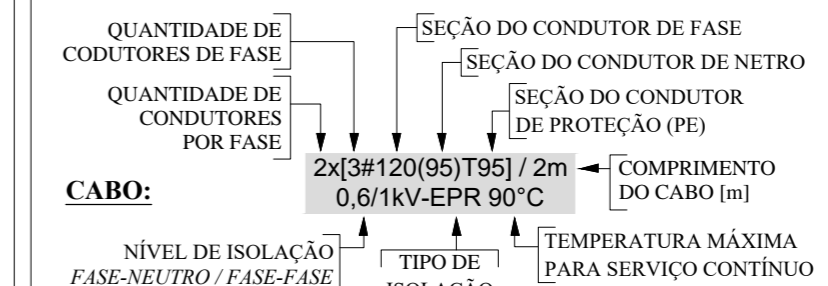 QUANTIDADE DE
CODUTORES DE FASE
SEÇÃO DO CONDUTOR DE FASE
SEÇÃO DO CONDUTOR DE NETRO
QUANTIDADE DE
CONDUTORES
POR FASE
SEÇÃO DO CONDUTOR
DE PROTEÇÃO (PE)
CABO:
2x[3#120(95)T95] / 2m
0,6/1kV-EPR 90°C
COMPRIMENTO
DO CABO [m]
NÍVEL DE ISOLAÇÃO
FASE-NEUTRO / FASE-FASE
TIPO DE
ISOLAÇÃO
TEMPERATURA MÁXIMA
PARA SERVIÇO CONTÍNUO